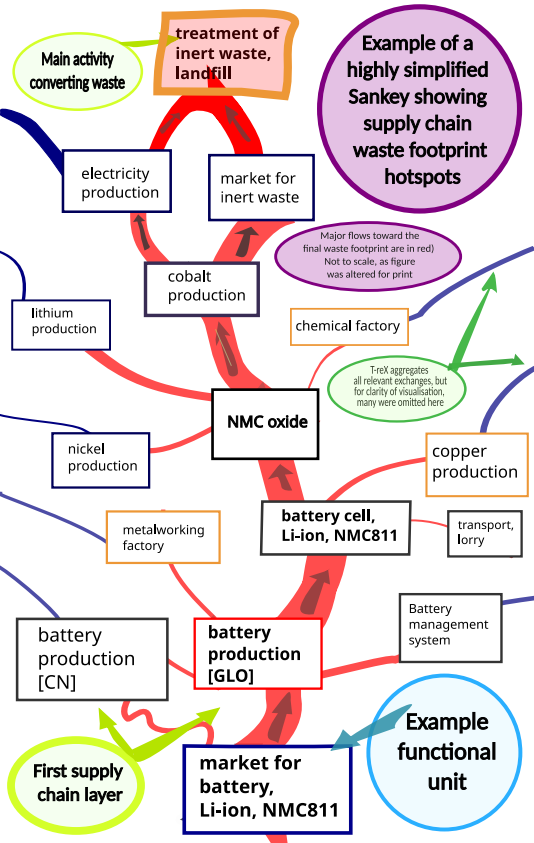 treatment of
inert waste,
landfill
Main activity
converting waste
Example of a
highly simplified
Sankey showing
supply chain
waste footprint
hotspots
electricity
production
market for
inert waste
Major flows toward the
final waste footprint are in red)
Not to scale, as figure
was altered for print
cobalt
production
lithium
production
chemical factory
T-reX aggregates
all relevant exchanges, but
for clarity of visualisation,
many were omitted here
NMC oxide
nickel
production
copper
production
metalworking
factory
battery cell,
Li-ion, NMC811
transport,
lorry
Battery
management
system
battery
production
[CN]
battery
production
[GLO]
First supply
chain layer
market for
battery,
Li-ion, NMC811
Example
functional
unit